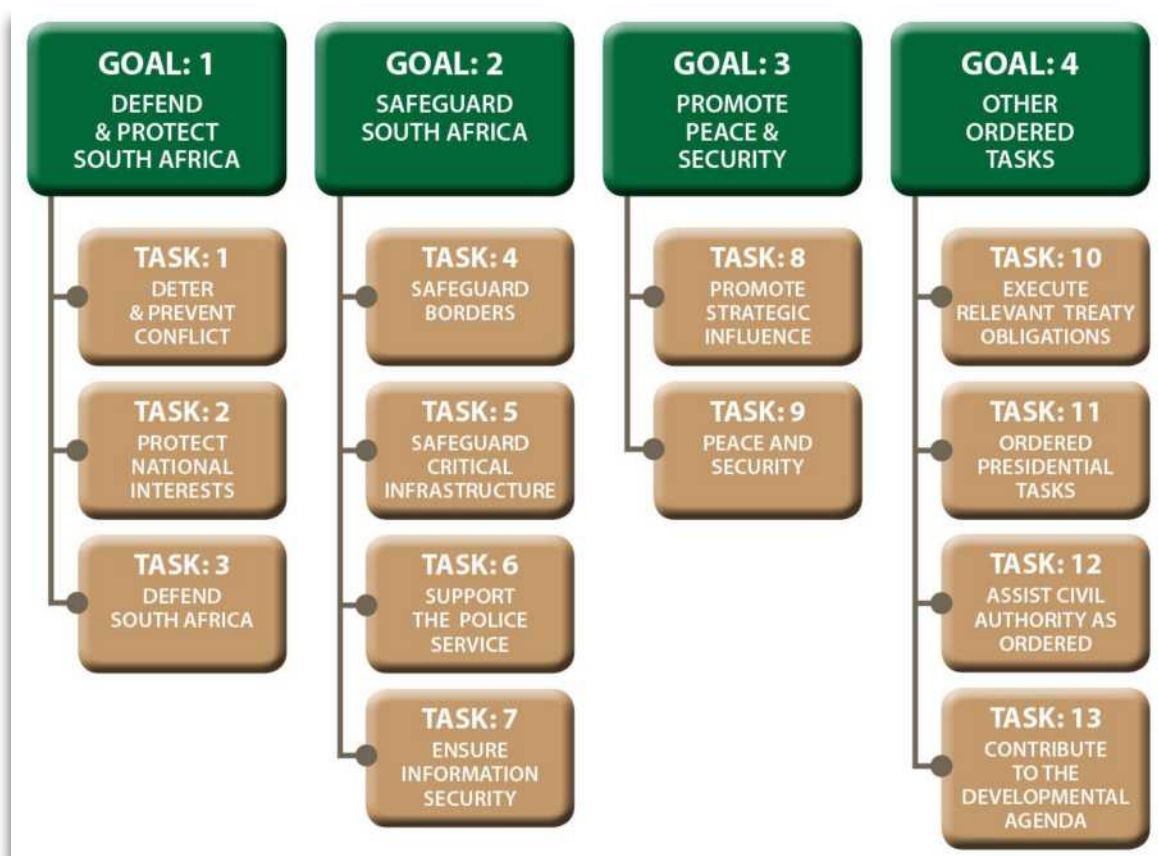 GOAL: 1
DEFEND
& PROTECT
SOUTH AFRICA
TASK: 1
DETER
& PREVENT
CONFLICT
TASK: 2
PROTECT
NATIONAL
INTERESTS
TASK: 3
DEFEND
SOUTH AFRICA
GOAL: 2
SAFEGUARD
SOUTH AFRICA
TASK: 4
SAFEGUARD
BORDERS
TASK: 5
SAFEGUARD
CRITICAL
INFRASTRUCTURE
TASK: 6
SUPPORT
THE POLICE
SERVICE
TASK: 7
ENSURE
INFORMATION
SECURITY
GOAL: 3
PROMOTE
PEACE &
SECURITY
TASK: 8
PROMOTE
STRATEGIC
INFLUENCE
TASK: 9
PEACE AND
SECURITY
GOAL: 4
OTHER
ORDERED
TASKS
TASK: 10
EXECUTE
RELEVANT TREATY
OBLIGATIONS
TASK: 11
ORDERED
PRESIDENTIAL
TASKS
TASK: 12
ASSIST CIVIL
AUTHORITY AS
ORDERED
TASK: 13
CONTRIBUTE
TO THE
DEVELOPMENTAL
AGENDA